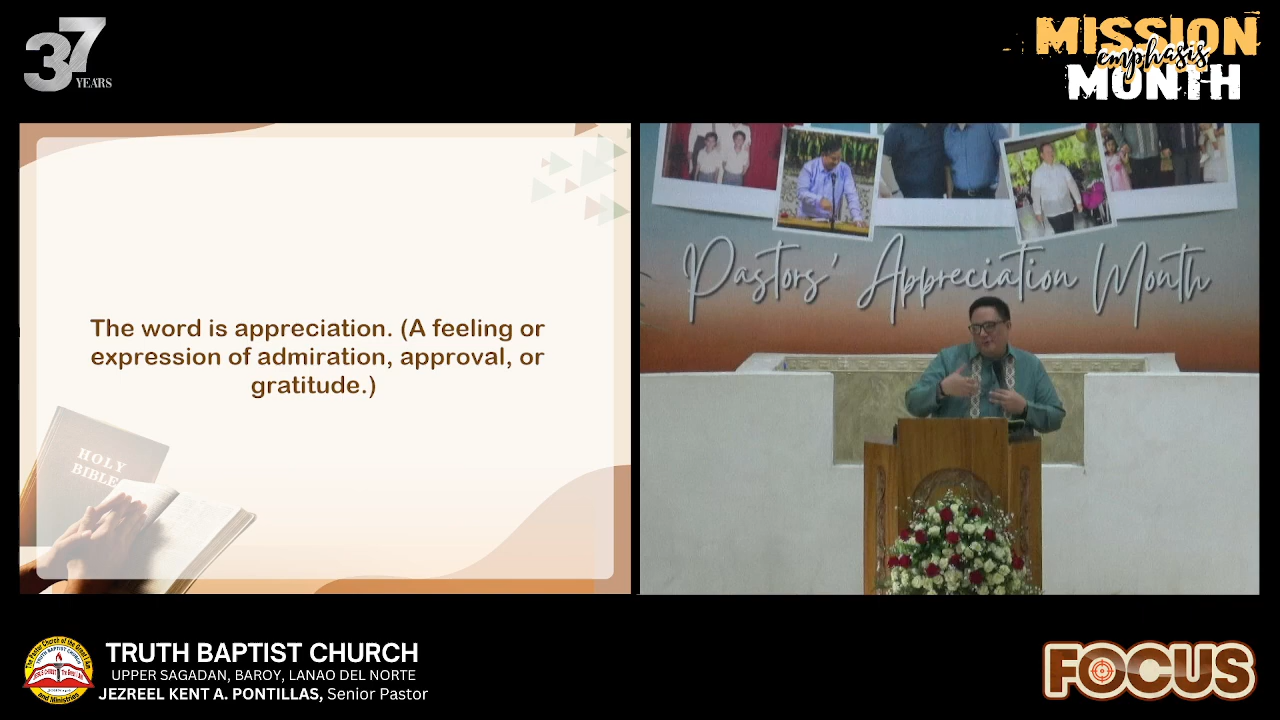 37
YEARS
MISSION
emphasis
MONTH
The word is appreciation. (A feeling or
expression of admiration, approval, or
gratitude.)
HOLY
BIBLE
Pastors' Appreciation Month
TRUTH BAPTIST CHURCH
UPPER SAGADAN, BAROY, LANAO DEL NORTE
JEZREEL KENT A. PONTILLAS, Senior Pastor
FOCUS